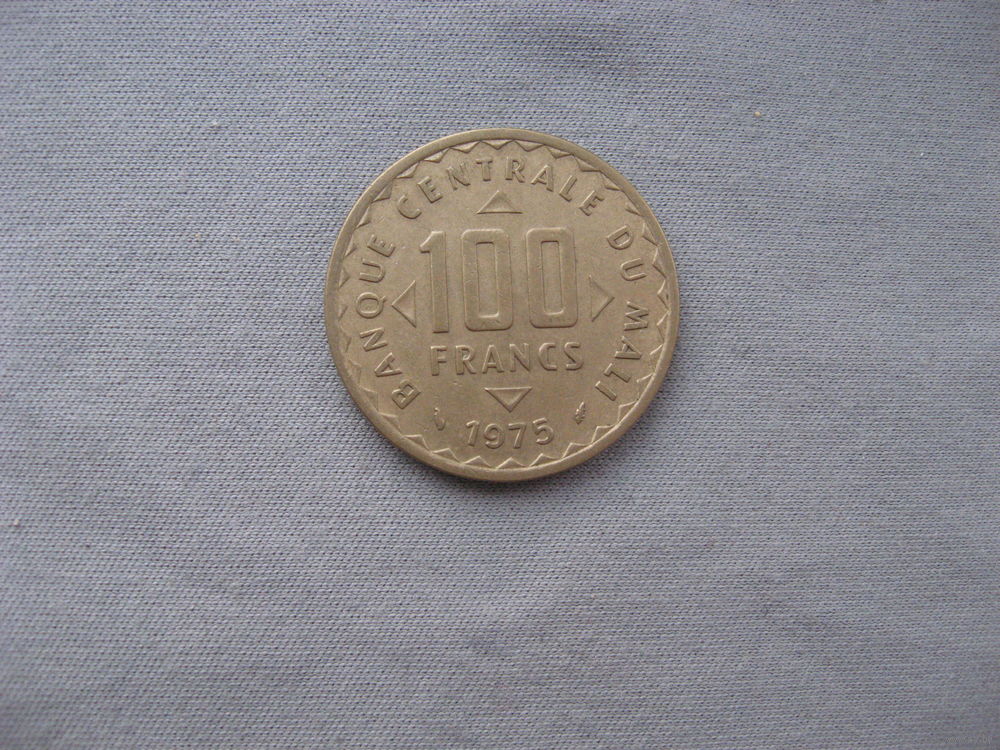 BANQUE CENTRALE DU MALI
100
FRANCS
1975